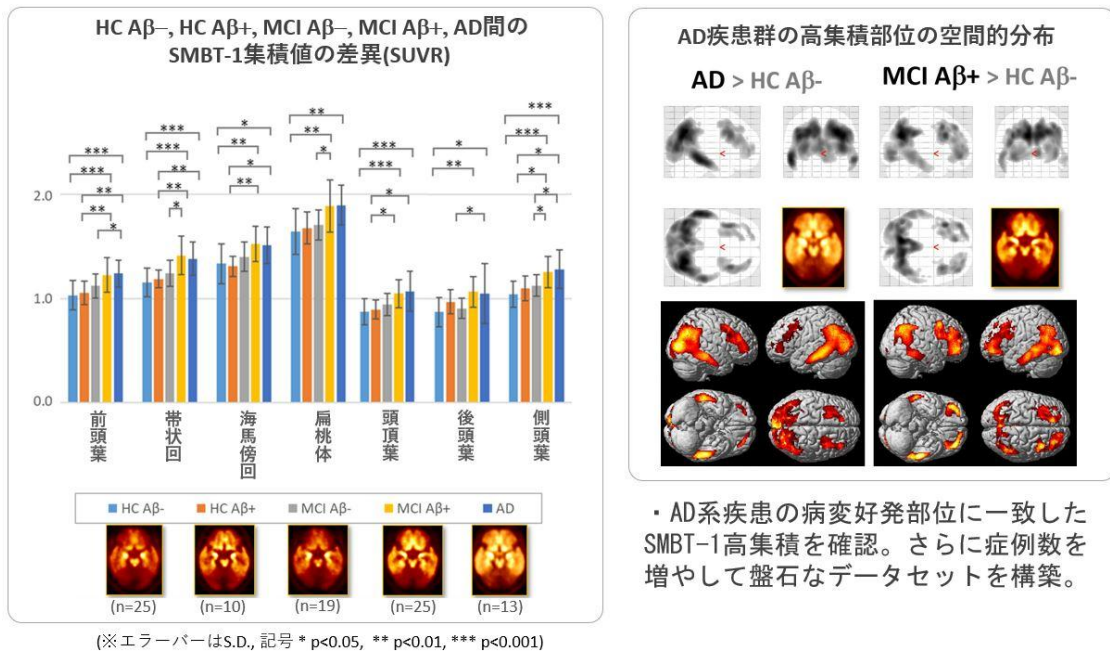 HC Aβ−, HC Aβ+, MCI Aβ−, MCI Aβ+, AD間の
SMBT-1集積値の差異(SUVR)
***
***
**
**
*
***
***
**
**
*
*
**
*
**
**
**
*
***
***
*
*
*
**
*
***
***
*
*
*
*
2.0
1.0
0.0
前頭葉
帯状回
海馬傍回
扁桃体
頭頂葉
後頭葉
側頭葉
HC Aβ-
HC Aβ+
MCI Aβ-
MCI Aβ+
AD
(n=25)
(n=10)
(n=19)
(n=25)
(n=13)
(※エラーバーはS.D., 記号 * p<0.05, ** p<0.01, *** p<0.001)
AD疾患群の高集積部位の空間的分布
AD > HC Aβ-
MCI Aβ+ > HC Aβ-
<
<
<
<
<
<
・AD系疾患の病変好発部位に一致した
SMBT-1高集積を確認。さらに症例数を
増やして盤石なデータセットを構築。